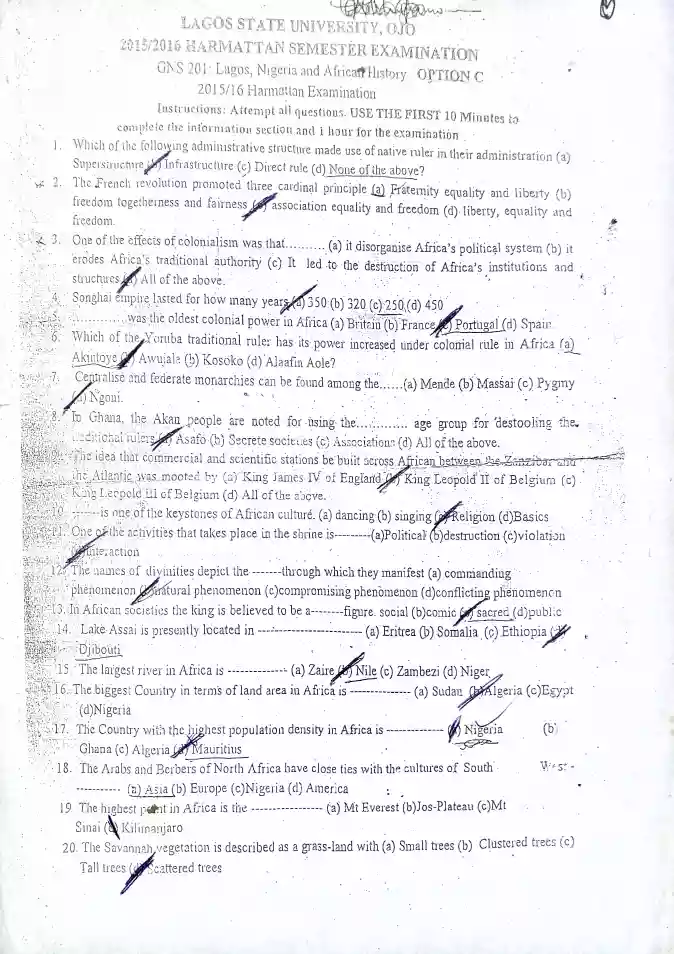 LAGOS STATE UNIVERSITY, OJO
2015/2016 HARMATTAN SEMESTER EXAMINATION
GNS 201: Lagos, Nigeria and African History OPTION C
2015/16 Harmattan Examination
Instructions: Attempt all questions. USE THE FIRST 10 Minutes to
complete the information section and 1 hour for the examination
1. Which of the following administrative structure made use of native ruler in their administration (a)
Superstructure (b) Infrastructure (c) Direct rule (d) None of the above?
2. The French revolution promoted three cardinal principle (a) Fraternity equality and liberty (b)
freedom togetherness and fairness (c) association equality and freedom (d) liberty, equality and
freedom.
3. One of the effects of colonialism was that.......... (a) it disorganise Africa's political system (b) it
erodes Africa's traditional authority (c) It led to the destruction of Africa's institutions and
structures (d) All of the above.
4. Songhai empire lasted for how many years (a) 350 (b) 320 (c) 250 (d) 450
5. .............was the oldest colonial power in Africa (a) Britain (b) France (c) Portugal (d) Spain
6. Which of the Yoruba traditional ruler has its power increased under colonial rule in Africa (a)
Akintoye (b) Awujale (b) Kosoko (d) Alaafin Aole?
7. Centralise and federate monarchies can be found among the......(a) Mende (b) Massai (c) Pygmy
(d) Ngoni.
8. In Ghana, the Akan people are noted for using the............. age group for destooling the
traditional rulers (a) Asafo (b) Secrete societies (c) Associations (d) All of the above.
9. The idea that commercial and scientific stations be built across African between the Zanzibar and
the Atlantic was mooted by (a) King James IV of England (b) King Leopold II of Belgium (c)
King Leopold III of Belgium (d) All of the above.
10. -------is one of the keystones of African culture. (a) dancing (b) singing (c) Religion (d)Basics
11. One of the activities that takes place in the shrine is---------(a)Political (b)destruction (c)violation
(d)interaction
12. The names of divinities depict the -------through which they manifest (a) commanding
phenomenon (b)natural phenomenon (c)compromising phenomenon (d)conflicting phenomenon
13. In African societies the king is believed to be a--------figure. social (b)comic (c) sacred (d)public
14. Lake Assai is presently located in ------------------------- (a) Eritrea (b) Somalia (c) Ethiopia (d)
Djibouti
15. The largest river in Africa is -------------- (a) Zaire (b) Nile (c) Zambezi (d) Niger
16. The biggest Country in terms of land area in Africa is --------------- (a) Sudan (b)Algeria (c)Egypt
(d)Nigeria
17. The Country with the highest population density in Africa is -------------- (a) Nigeria (b)
Ghana (c) Algeria (d) Mauritius
18. The Arabs and Berbers of North Africa have close ties with the cultures of South West-
----------- (a) Asia (b) Europe (c)Nigeria (d) America
19 The highest point in Africa is the ----------------- (a) Mt Everest (b)Jos-Plateau (c)Mt
Sinai (d) Kilimanjaro
20. The Savannah vegetation is described as a grass-land with (a) Small trees (b) Clustered trees (c)
Tall trees (d) Scattered trees